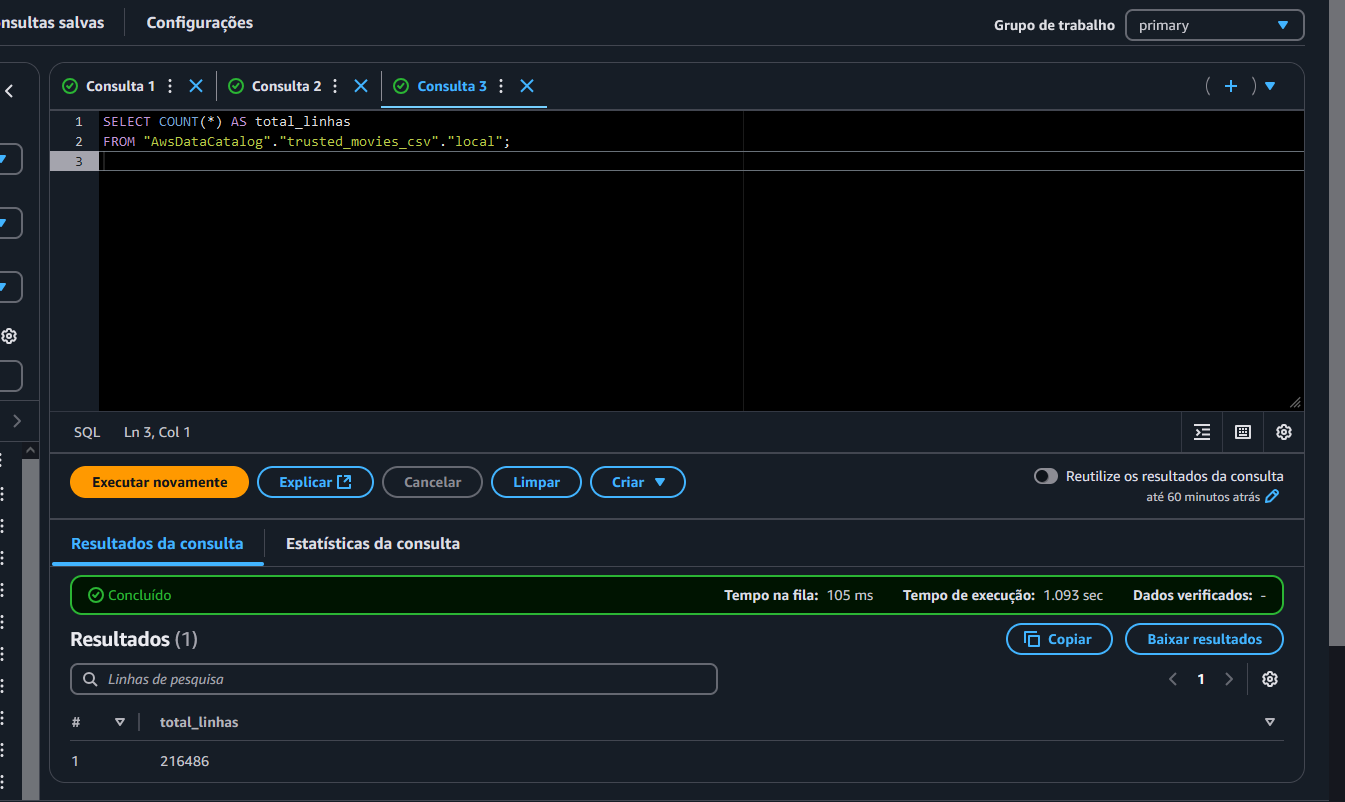 nsultas salvas
Configurações
Grupo de trabalho
primary
Consulta 1
Consulta 2
Consulta 3
1 SELECT COUNT(*) AS total_linhas
2 FROM "AwsDataCatalog"."trusted_movies_csv"."local";
3
SQL Ln 3, Col 1
Executar novamente
Explicar
Cancelar
Limpar
Criar
Reutilize os resultados da consulta
até 60 minutos atrás
Resultados da consulta
Estatísticas da consulta
Concluído
Tempo na fila: 105 ms
Tempo de execução: 1.093 sec
Dados verificados: -
Resultados (1)
Copiar
Baixar resultados
Linhas de pesquisa
1
# total_linhas
1 216486